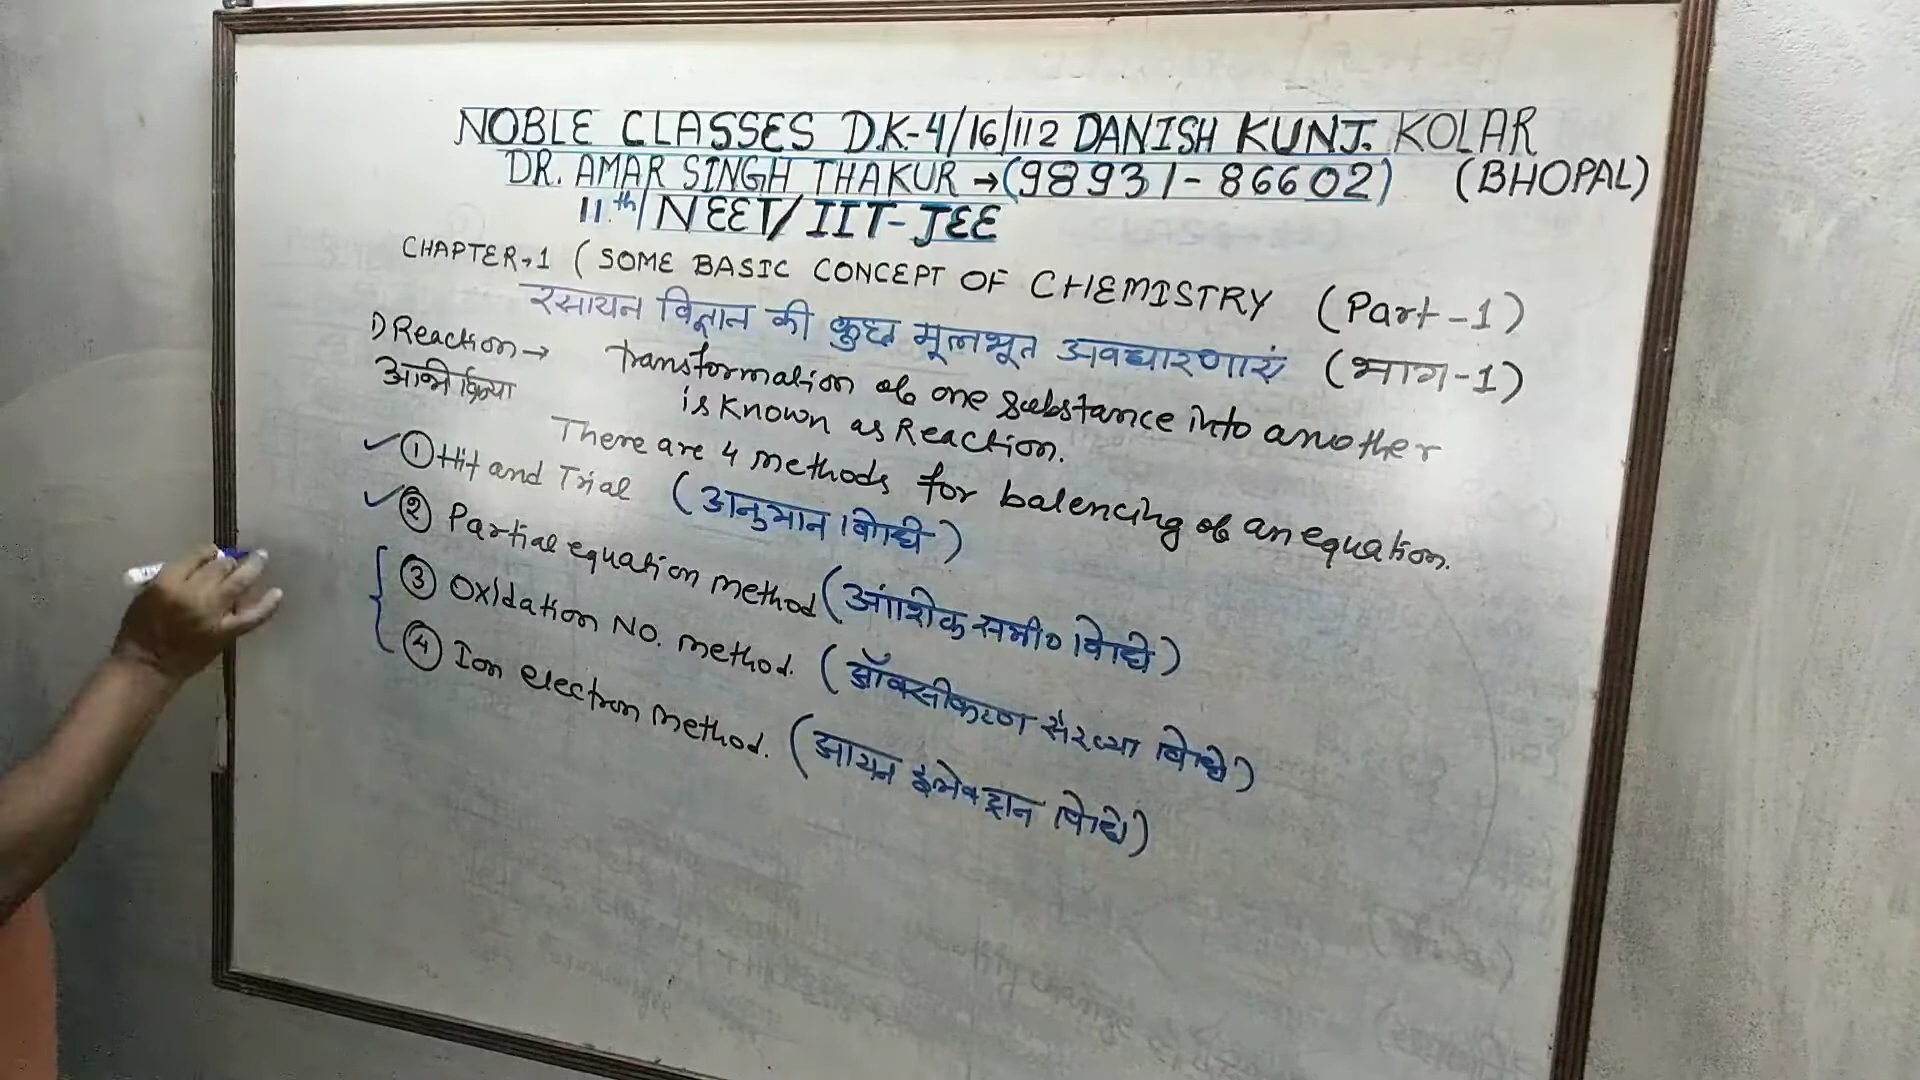 NOBLE CLASSES D.K-4/16/112 DANISH KUNJ. KOLAR
DR. AMAR SINGH THAKUR → (98931-86602) (BHOPAL)
11th / NEET / IIT-JEE
CHAPTER→1 ( SOME BASIC CONCEPT OF CHEMISTRY (Part-1)
रसायन विज्ञान की कुछ मूलभूत अवधारणाएं (भाग-1)
1) Reaction → Transformation of one substance into another
अभिक्रिया is known as Reaction.
There are 4 methods for balencing of an equation.
✓ ① Hit and Trial (अनुमान विधि)
✓ ② Partial equation method (आंशिक समी० विधि)
③ Oxidation NO. method. (ऑक्सीकरण संख्या विधि)
④ Ion electron method. (आयन इलेक्ट्रान विधि)